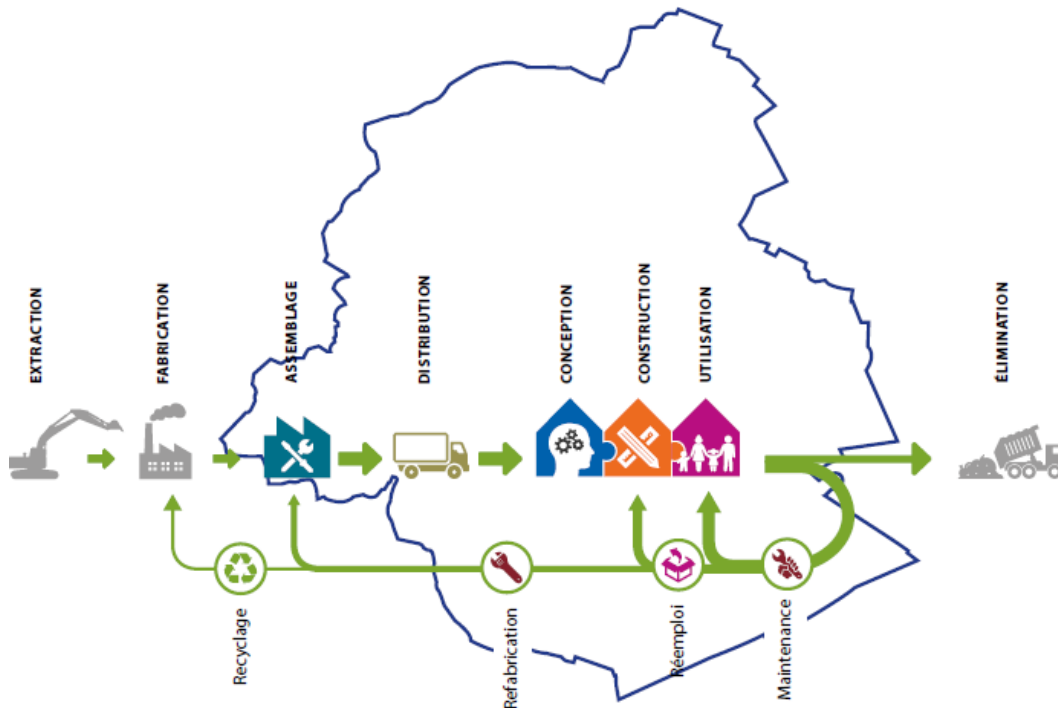 EXTRACTION
FABRICATION
ASSEMBLAGE
DISTRIBUTION
CONCEPTION
CONSTRUCTION
UTILISATION
ÉLIMINATION
Recyclage
Refabrication
Réemploi
Maintenance